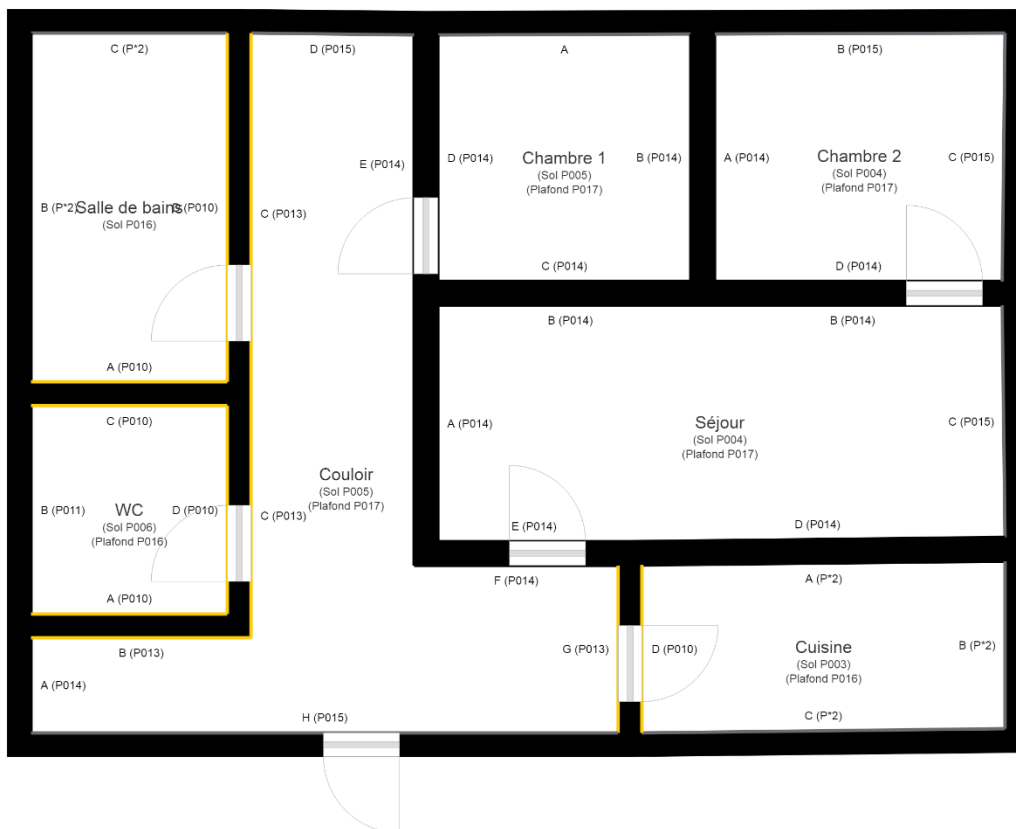 C (P*2)
D (P015)
A
B (P015)
E (P014)
D (P014)
Chambre 1
(Sol P005)
(Plafond P017)
B (P014)
A (P014)
Chambre 2
(Sol P004)
(Plafond P017)
C (P015)
B (P*2)
Salle de bains
(Sol P016)
D (P010)
C (P013)
C (P014)
D (P014)
B (P014)
B (P014)
A (P010)
C (P010)
A (P014)
Séjour
(Sol P004)
(Plafond P017)
C (P015)
Couloir
(Sol P005)
(Plafond P017)
B (P011)
WC
(Sol P006)
(Plafond P016)
D (P010)
C (P013)
E (P014)
D (P014)
F (P014)
A (P*2)
A (P010)
B (P013)
G (P013)
D (P010)
Cuisine
(Sol P003)
(Plafond P016)
B (P*2)
A (P014)
H (P015)
C (P*2)